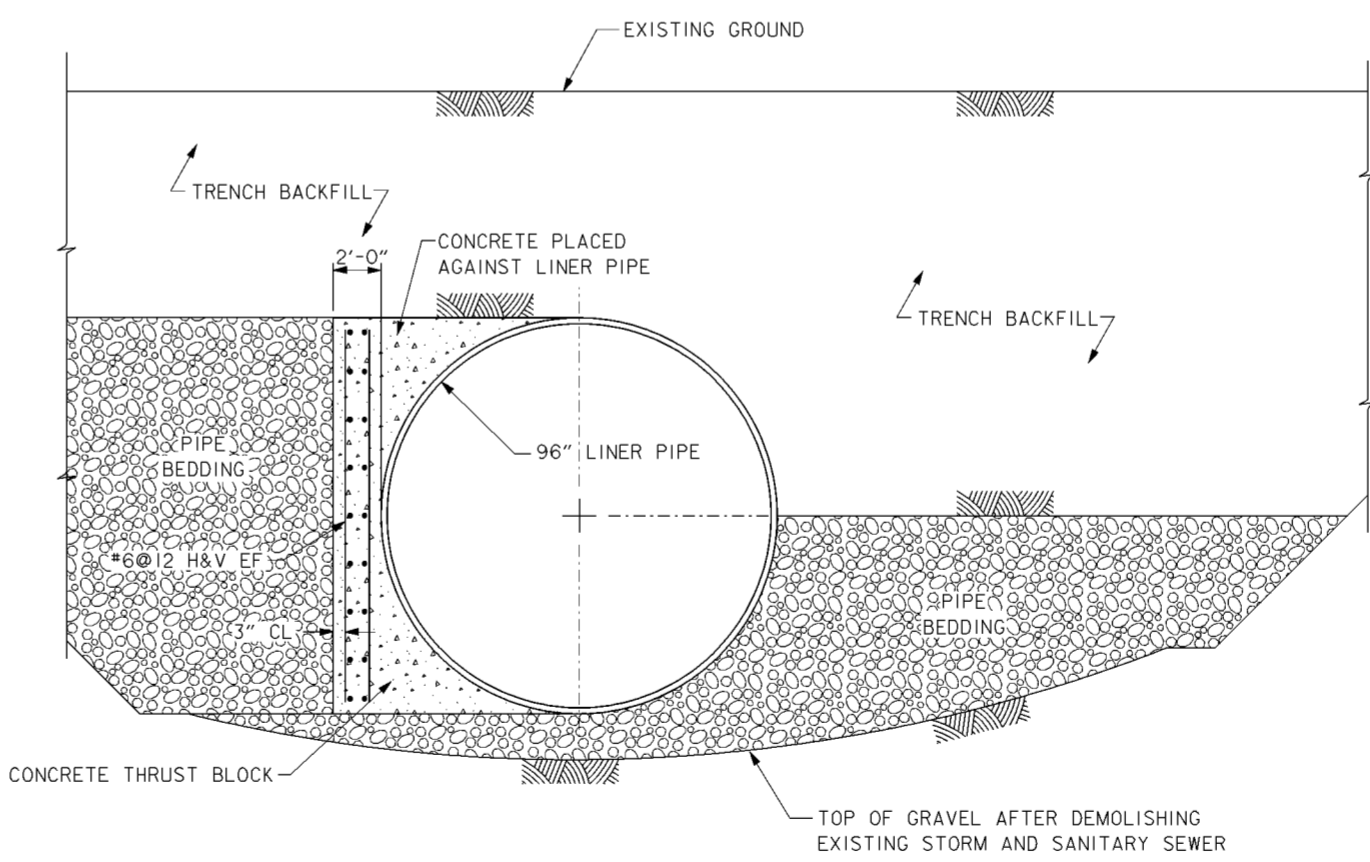 EXISTING GROUND
TRENCH BACKFILL
2'-0"
CONCRETE PLACED
AGAINST LINER PIPE
TRENCH BACKFILL
96" LINER PIPE
PIPE
BEDDING
#6@12 H&V EF
3" CL
PIPE
BEDDING
CONCRETE THRUST BLOCK
TOP OF GRAVEL AFTER DEMOLISHING
EXISTING STORM AND SANITARY SEWER